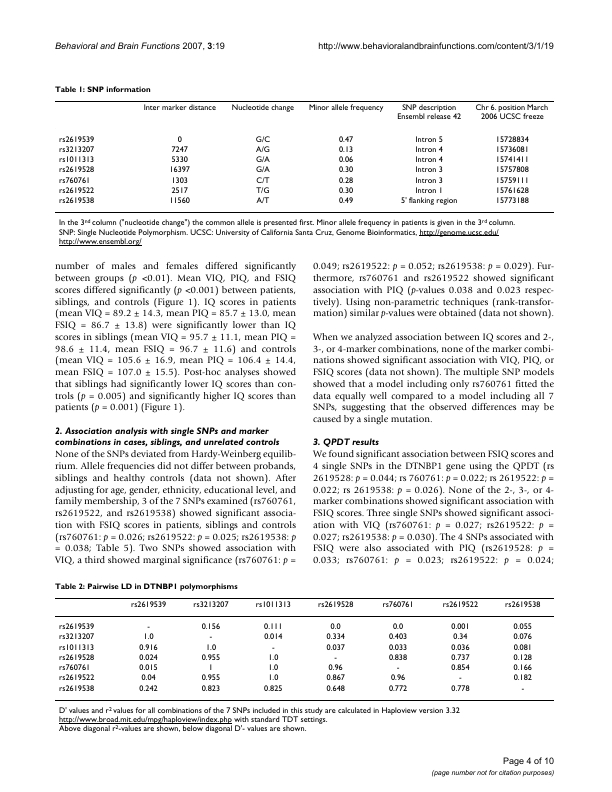 Behavioral and Brain Functions 2007, 3:19 http://www.behavioralandbrainfunctions.com/content/3/1/19
Table 1: SNP information
Inter marker distance Nucleotide change Minor allele frequency SNP description Ensembl release 42 Chr 6. position March 2006 UCSC freeze
rs2619539 0 G/C 0.47 Intron 5 15728834
rs3213207 7247 A/G 0.13 Intron 4 15736081
rs1011313 5330 G/A 0.06 Intron 4 15741411
rs2619528 16397 G/A 0.30 Intron 3 15757808
rs760761 1303 C/T 0.28 Intron 3 15759111
rs2619522 2517 T/G 0.30 Intron 1 15761628
rs2619538 11560 A/T 0.49 5' flanking region 15773188
In the 3rd column ("nucleotide change") the common allele is presented first. Minor allele frequency in patients is given in the 3rd column.
SNP: Single Nucleotide Polymorphism. UCSC: University of California Santa Cruz, Genome Bioinformatics, http://genome.ucsc.edu/
http://www.ensembl.org/
number of males and females differed significantly
between groups (p <0.01). Mean VIQ, PIQ, and FSIQ
scores differed significantly (p <0.001) between patients,
siblings, and controls (Figure 1). IQ scores in patients
(mean VIQ = 89.2 ± 14.3, mean PIQ = 85.7 ± 13.0, mean
FSIQ = 86.7 ± 13.8) were significantly lower than IQ
scores in siblings (mean VIQ = 95.7 ± 11.1, mean PIQ =
98.6 ± 11.4, mean FSIQ = 96.7 ± 11.6) and controls
(mean VIQ = 105.6 ± 16.9, mean PIQ = 106.4 ± 14.4,
mean FSIQ = 107.0 ± 15.5). Post-hoc analyses showed
that siblings had significantly lower IQ scores than con-
trols (p = 0.005) and significantly higher IQ scores than
patients (p = 0.001) (Figure 1).
2. Association analysis with single SNPs and marker
combinations in cases, siblings, and unrelated controls
None of the SNPs deviated from Hardy-Weinberg equilib-
rium. Allele frequencies did not differ between probands,
siblings and healthy controls (data not shown). After
adjusting for age, gender, ethnicity, educational level, and
family membership, 3 of the 7 SNPs examined (rs760761,
rs2619522, and rs2619538) showed significant associa-
tion with FSIQ scores in patients, siblings and controls
(rs760761: p = 0.026; rs2619522: p = 0.025; rs2619538: p
= 0.038; Table 5). Two SNPs showed association with
VIQ, a third showed marginal significance (rs760761: p =
0.049; rs2619522: p = 0.052; rs2619538: p = 0.029). Fur-
thermore, rs760761 and rs2619522 showed significant
association with PIQ (p-values 0.038 and 0.023 respec-
tively). Using non-parametric techniques (rank-transfor-
mation) similar p-values were obtained (data not shown).
When we analyzed association between IQ scores and 2-,
3-, or 4-marker combinations, none of the marker combi-
nations showed significant association with VIQ, PIQ, or
FSIQ scores (data not shown). The multiple SNP models
showed that a model including only rs760761 fitted the
data equally well compared to a model including all 7
SNPs, suggesting that the observed differences may be
caused by a single mutation.
3. QPDT results
We found significant association between FSIQ scores and
4 single SNPs in the DTNBP1 gene using the QPDT (rs
2619528: p = 0.044; rs 760761: p = 0.022; rs 2619522: p =
0.022; rs 2619538: p = 0.026). None of the 2-, 3-, or 4-
marker combinations showed significant association with
FSIQ scores. Three single SNPs showed significant associ-
ation with VIQ (rs760761: p = 0.027; rs2619522: p =
0.027; rs2619538: p = 0.030). The 4 SNPs associated with
FSIQ were also associated with PIQ (rs2619528: p =
0.033; rs760761: p = 0.023; rs2619522: p = 0.024;
Table 2: Pairwise LD in DTNBP1 polymorphisms
rs2619539 rs3213207 rs1011313 rs2619528 rs760761 rs2619522 rs2619538
rs2619539 - 0.156 0.111 0.0 0.0 0.001 0.055
rs3213207 1.0 - 0.014 0.334 0.403 0.34 0.076
rs1011313 0.916 1.0 - 0.037 0.033 0.036 0.081
rs2619528 0.024 0.955 1.0 - 0.838 0.737 0.128
rs760761 0.015 1 1.0 0.96 - 0.854 0.166
rs2619522 0.04 0.955 1.0 0.867 0.96 - 0.182
rs2619538 0.242 0.823 0.825 0.648 0.772 0.778 -
D' values and r2 values for all combinations of the 7 SNPs included in this study are calculated in Haploview version 3.32
http://www.broad.mit.edu/mpg/haploview/index.php with standard TDT settings.
Above diagonal r2-values are shown, below diagonal D'- values are shown.
Page 4 of 10
(page number not for citation purposes)